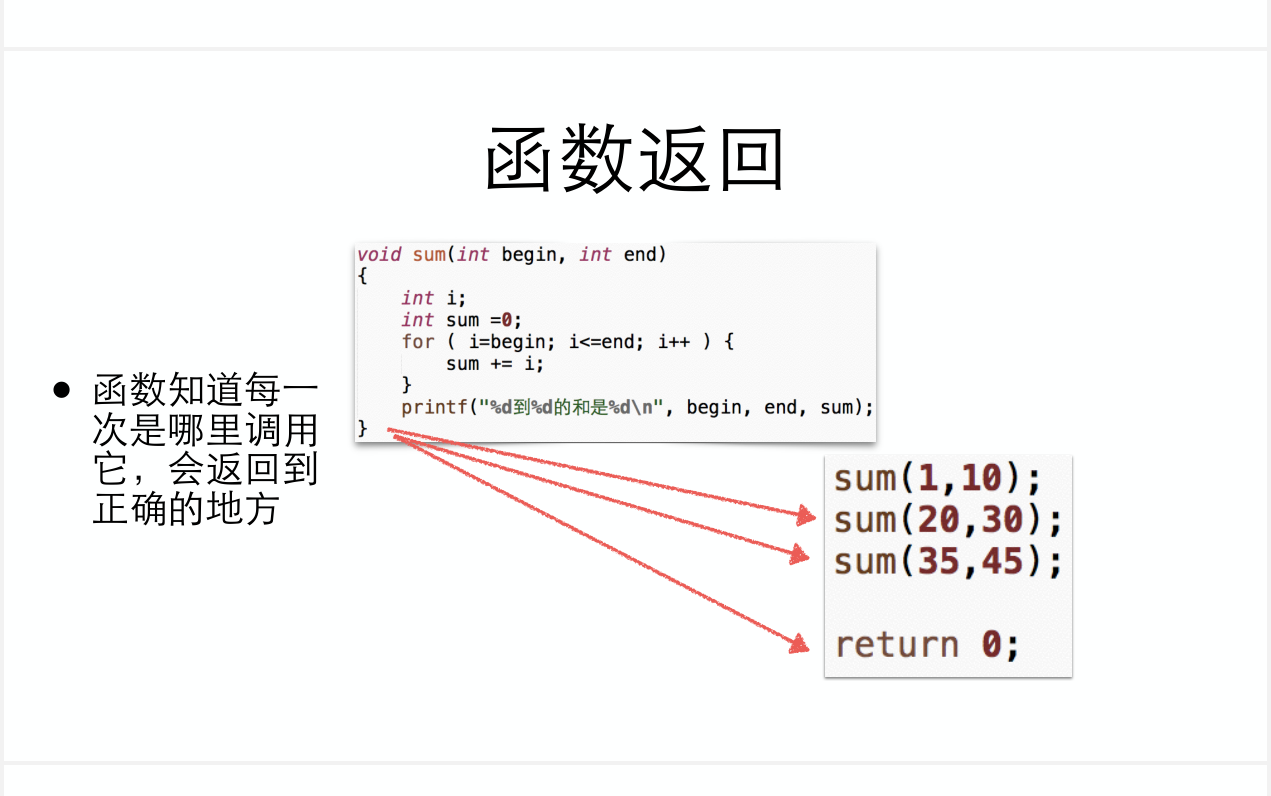 函数返回
void sum(int begin, int end)
{
    int i;
    int sum =0;
    for ( i=begin; i<=end; i++ ) {
        sum += i;
    }
    printf("%d到%d的和是%d\n", begin, end, sum);
}
• 函数知道每一
次是哪里调用
它，会返回到
正确的地方
sum(1,10);
sum(20,30);
sum(35,45);
return 0;